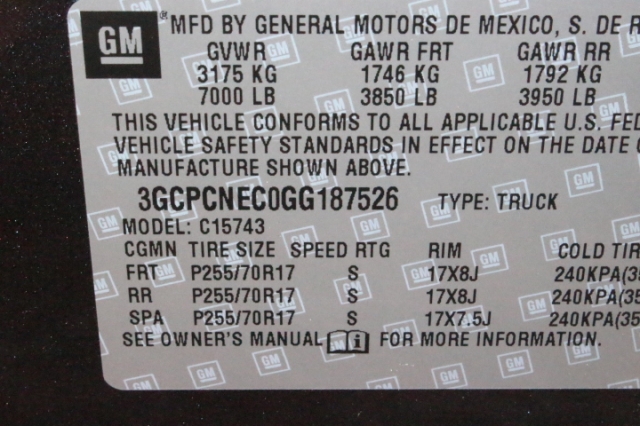 GM ® MFD BY GENERAL MOTORS DE MEXICO, S. DE R
GVWR GAWR FRT GAWR RR
3175 KG 1746 KG 1792 KG
7000 LB 3850 LB 3950 LB
THIS VEHICLE CONFORMS TO ALL APPLICABLE U.S. FED
VEHICLE SAFETY STANDARDS IN EFFECT ON THE DATE O
MANUFACTURE SHOWN ABOVE.
3GCPCNEC0GG187526 TYPE: TRUCK
MODEL: C15743
CGMN TIRE SIZE SPEED RTG RIM COLD TIR
FRT P255/70R17 S 17X8J 240KPA(35
RR P255/70R17 S 17X8J 240KPA(35
SPA P255/70R17 S 17X7.5J 240KPA(35
SEE OWNER'S MANUAL FOR MORE INFORMATION.